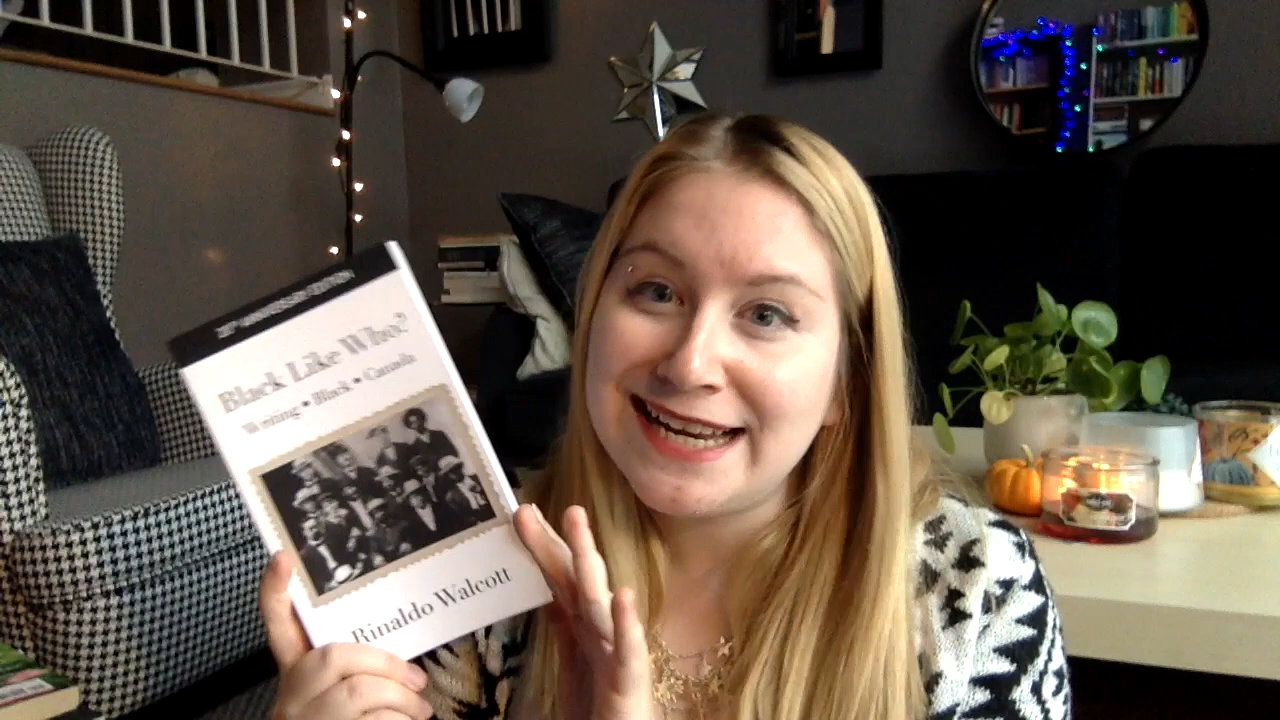 Black Like Who?
Writing • Black • Canada
Rinaldo Walcott